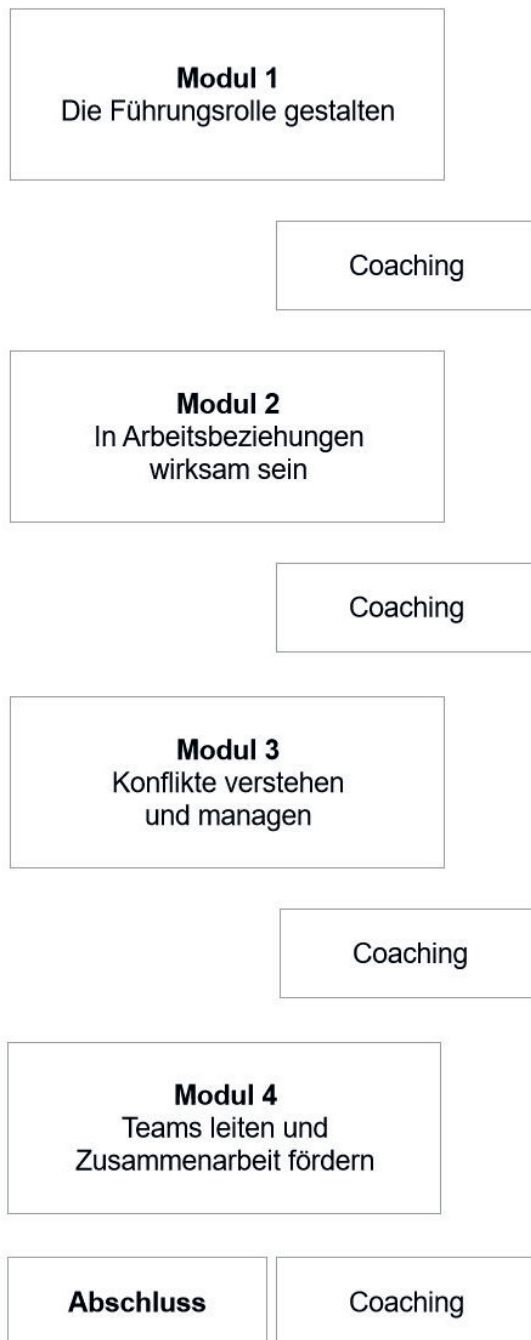 Modul 1
Die Führungsrolle gestalten
Coaching
Modul 2
In Arbeitsbeziehungen
wirksam sein
Coaching
Modul 3
Konflikte verstehen
und managen
Coaching
Modul 4
Teams leiten und
Zusammenarbeit fördern
Abschluss
Coaching